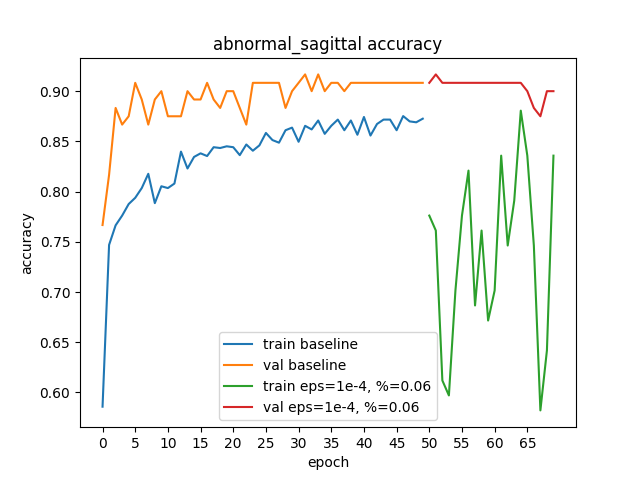 abnormal_sagittal accuracy
accuracy
0.90
0.85
0.80
0.75
0.70
0.65
0.60
train baseline
val baseline
train eps=1e-4, %=0.06
val eps=1e-4, %=0.06
0 5 10 15 20 25 30 35 40 45 50 55 60 65
epoch